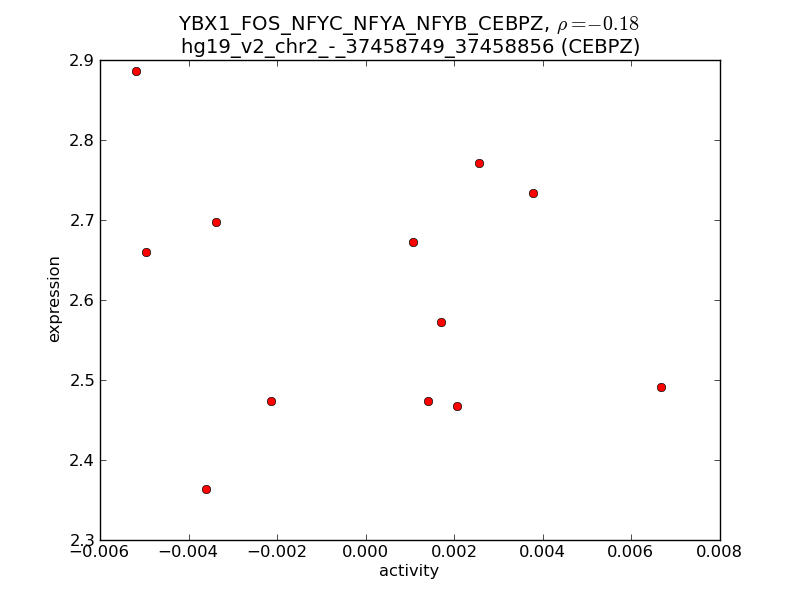 YBX1_FOS_NFYC_NFYA_NFYB_CEBPZ, ρ=−0.18
hg19_v2_chr2_-_37458749_37458856 (CEBPZ)
2.9
2.8
2.7
2.6
2.5
2.4
2.3
expression
−0.006 −0.004 −0.002 0.000 0.002 0.004 0.006 0.008
activity